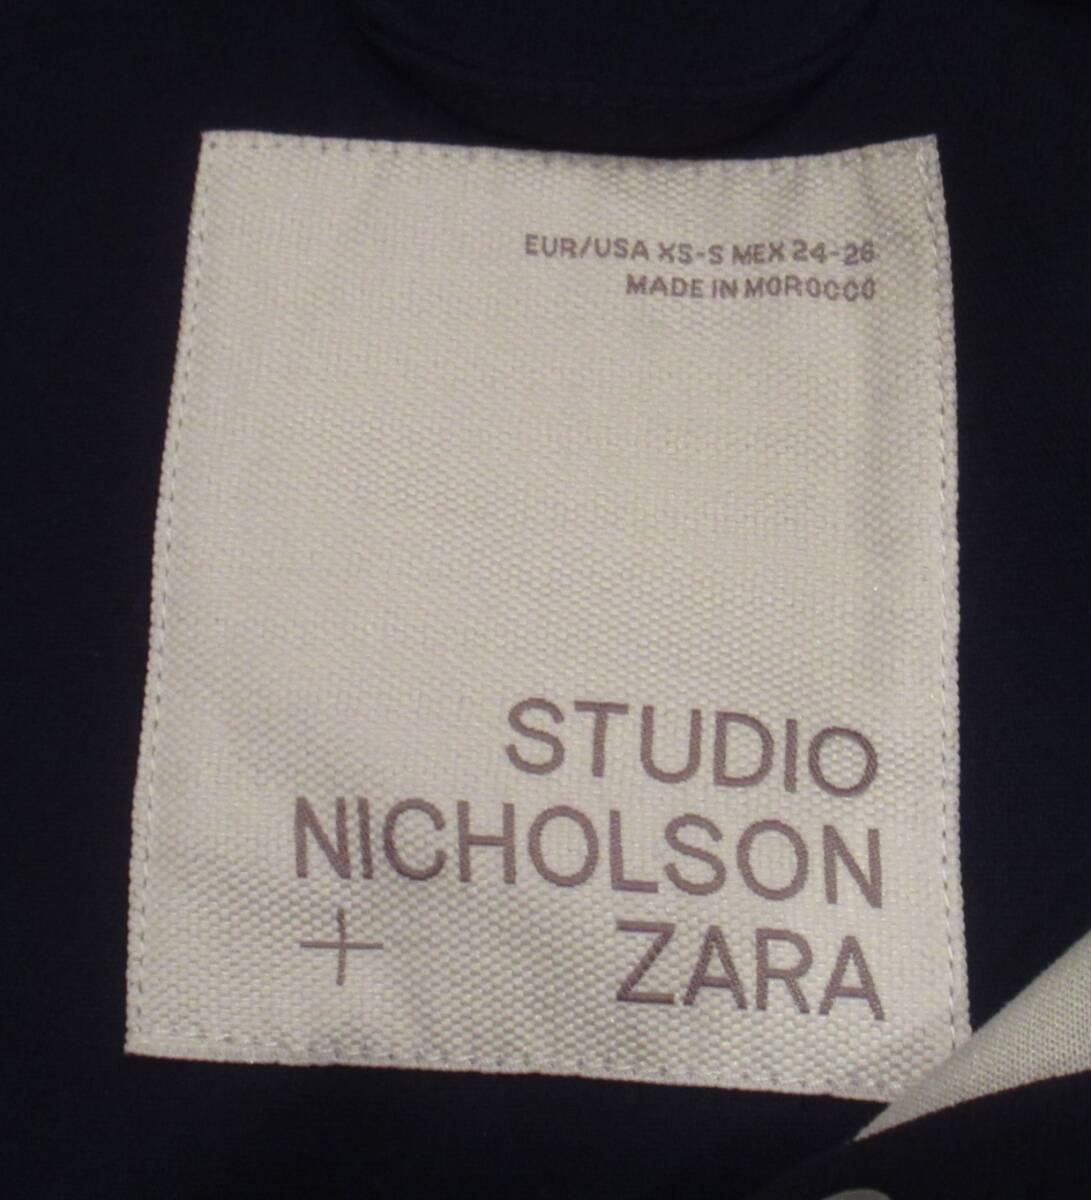 EUR/USA XS-S MEX 24-26
MADE IN MOROCCO
STUDIO
NICHOLSON
+ ZARA